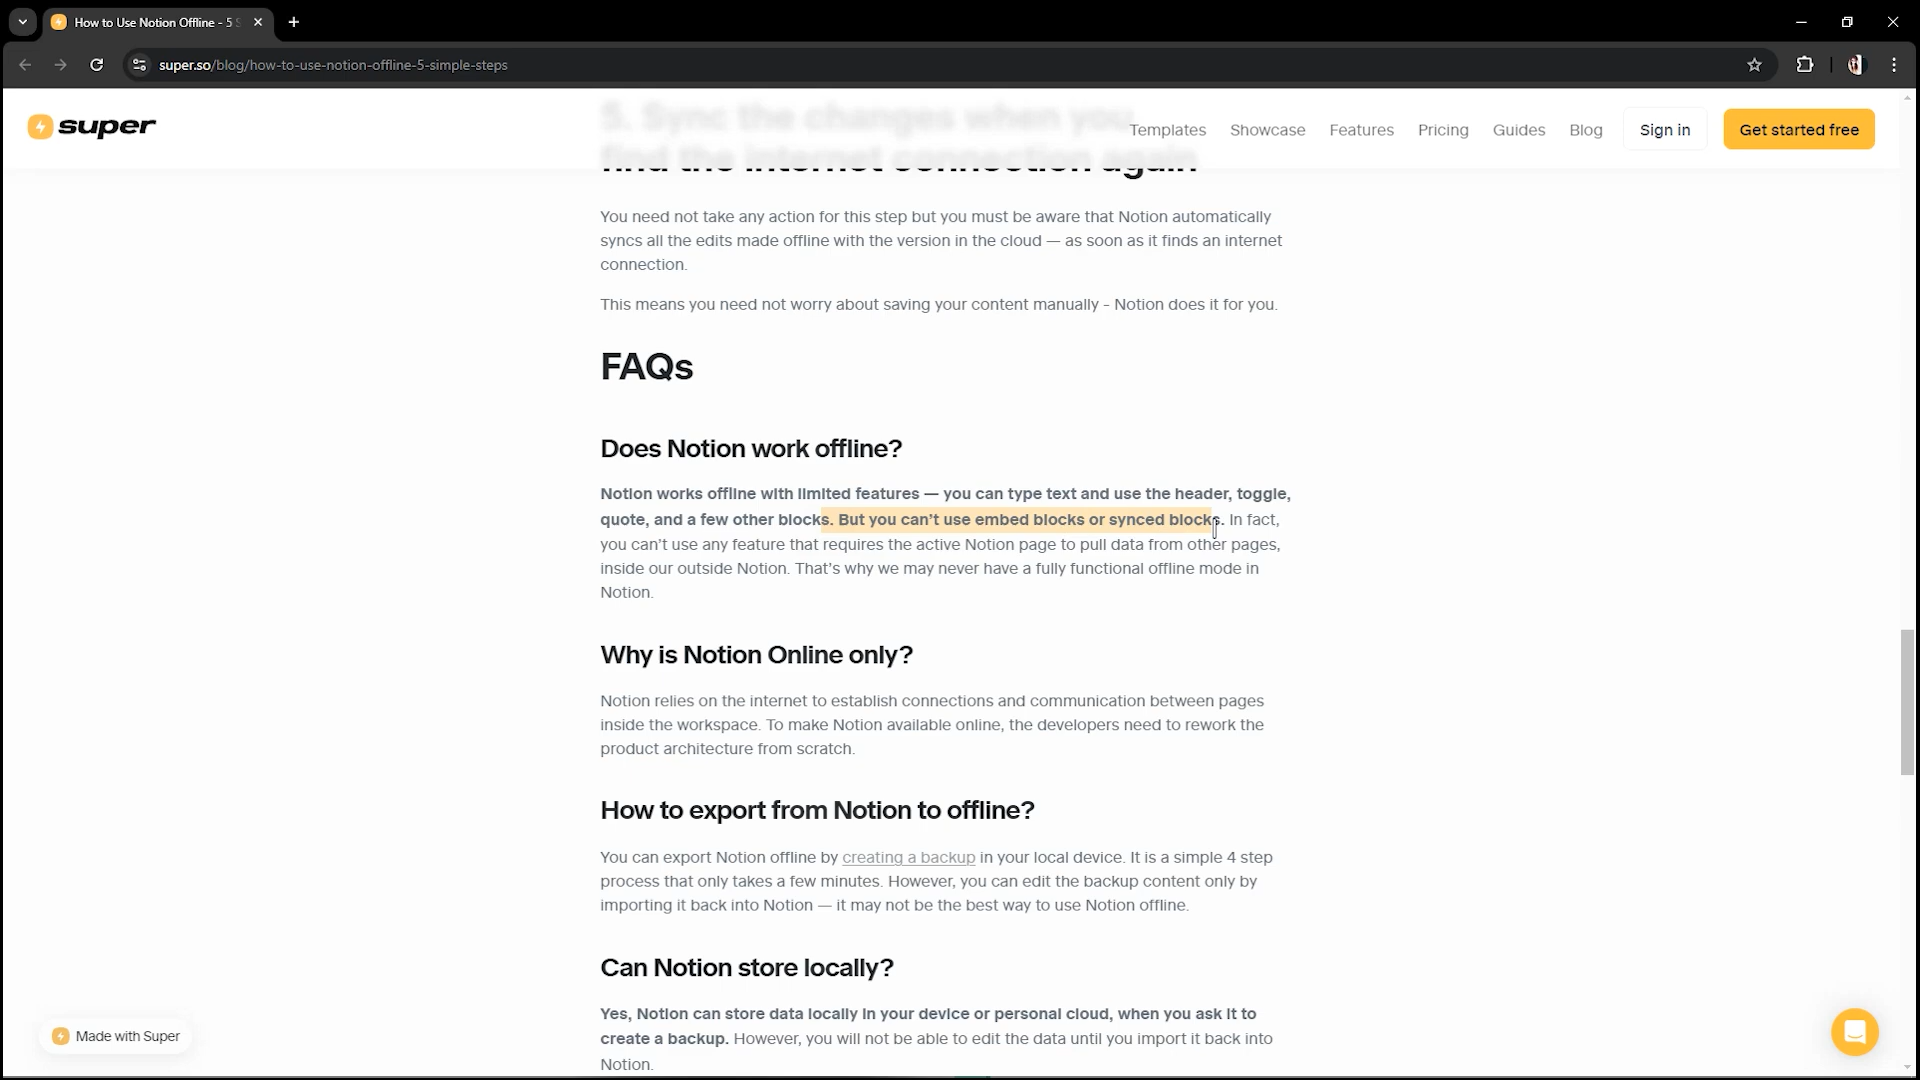 How to Use Notion Offline - 5 S
super.so/blog/how-to-use-notion-offline-5-simple-steps
super
Templates
Showcase
Features
Pricing
Guides
Blog
Sign in
Get started free
5. Sync the changes when you
find the internet connection again
You need not take any action for this step but you must be aware that Notion automatically
syncs all the edits made offline with the version in the cloud — as soon as it finds an internet
connection.
This means you need not worry about saving your content manually - Notion does it for you.
FAQs
Does Notion work offline?
Notion works offline with limited features — you can type text and use the header, toggle,
quote, and a few other blocks. But you can’t use embed blocks or synced blocks. In fact,
you can’t use any feature that requires the active Notion page to pull data from other pages,
inside our outside Notion. That’s why we may never have a fully functional offline mode in
Notion.
Why is Notion Online only?
Notion relies on the internet to establish connections and communication between pages
inside the workspace. To make Notion available online, the developers need to rework the
product architecture from scratch.
How to export from Notion to offline?
You can export Notion offline by creating a backup in your local device. It is a simple 4 step
process that only takes a few minutes. However, you can edit the backup content only by
importing it back into Notion — it may not be the best way to use Notion offline.
Can Notion store locally?
Yes, Notion can store data locally in your device or personal cloud, when you ask it to
create a backup. However, you will not be able to edit the data until you import it back into
Notion.
Made with Super